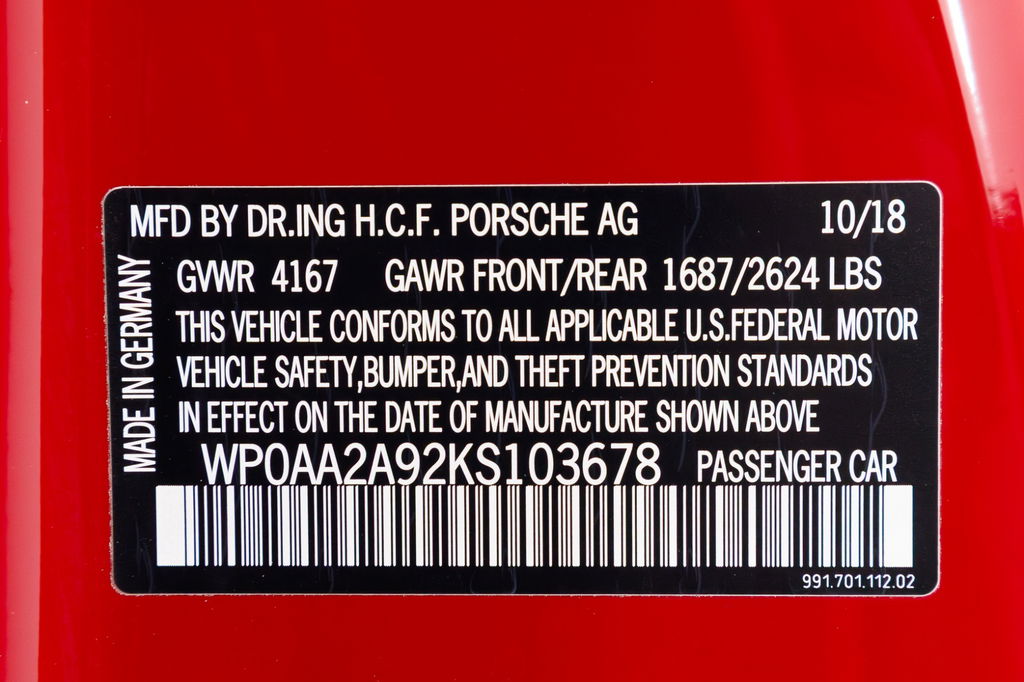 MFD BY DR.ING H.C.F. PORSCHE AG 10/18
GVWR 4167 GAWR FRONT/REAR 1687/2624 LBS
THIS VEHICLE CONFORMS TO ALL APPLICABLE U.S.FEDERAL MOTOR
VEHICLE SAFETY,BUMPER,AND THEFT PREVENTION STANDARDS
IN EFFECT ON THE DATE OF MANUFACTURE SHOWN ABOVE
WP0AA2A92KS103678 PASSENGER CAR
991.701.112.02
MADE IN GERMANY